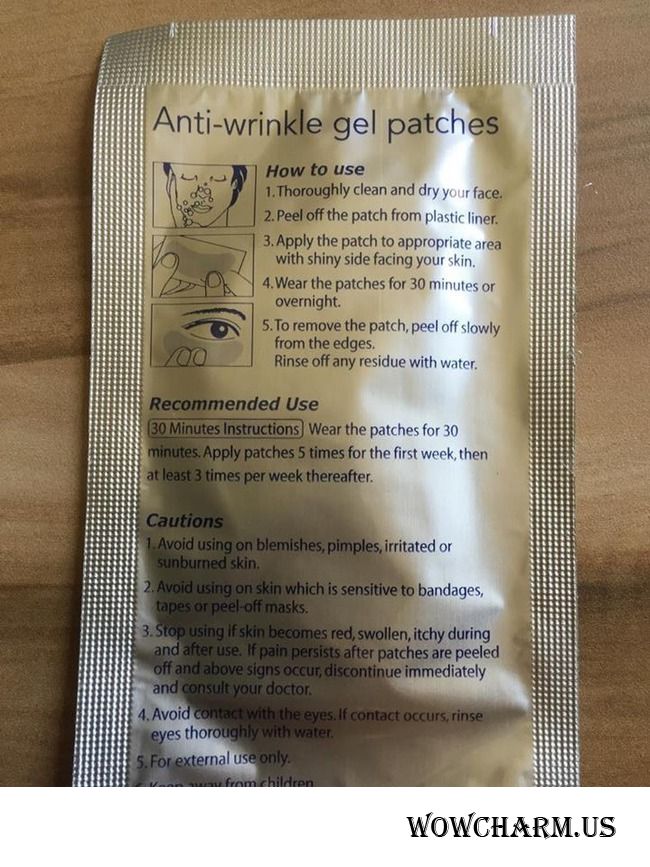 Anti-wrinkle gel patches
How to use
1.Thoroughly clean and dry your face.
2.Peel off the patch from plastic liner.
3.Apply the patch to appropriate area
with shiny side facing your skin.
4.Wear the patches for 30 minutes or
overnight.
5.To remove the patch, peel off slowly
from the edges.
Rinse off any residue with water.
Recommended Use
30 Minutes Instructions Wear the patches for 30
minutes. Apply patches 5 times for the first week, then
at least 3 times per week thereafter.
Cautions
1. Avoid using on blemishes, pimples, irritated or
sunburned skin.
2. Avoid using on skin which is sensitive to bandages,
tapes or peel-off masks.
3. Stop using if skin becomes red, swollen, itchy during
and after use. If pain persists after patches are peeled
off and above signs occur, discontinue immediately
and consult your doctor.
4. Avoid contact with the eyes. If contact occurs, rinse
eyes thoroughly with water.
5. For external use only.
6. Keep away from children
WOWCHARM.US